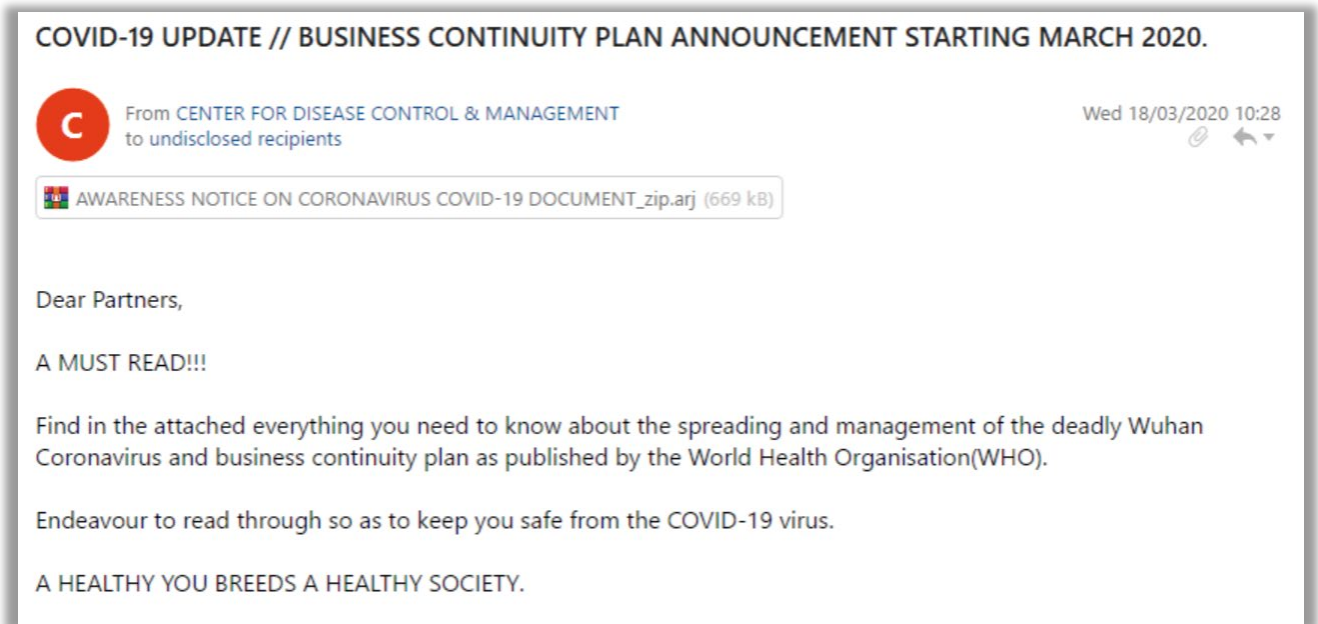 COVID-19 UPDATE // BUSINESS CONTINUITY PLAN ANNOUNCEMENT STARTING MARCH 2020.
C
From CENTER FOR DISEASE CONTROL & MANAGEMENT
to undisclosed recipients
Wed 18/03/2020 10:28
AWARENESS NOTICE ON CORONAVIRUS COVID-19 DOCUMENT_zip.arj (669 kB)
Dear Partners,
A MUST READ!!!
Find in the attached everything you need to know about the spreading and management of the deadly Wuhan
Coronavirus and business continuity plan as published by the World Health Organisation(WHO).
Endeavour to read through so as to keep you safe from the COVID-19 virus.
A HEALTHY YOU BREEDS A HEALTHY SOCIETY.